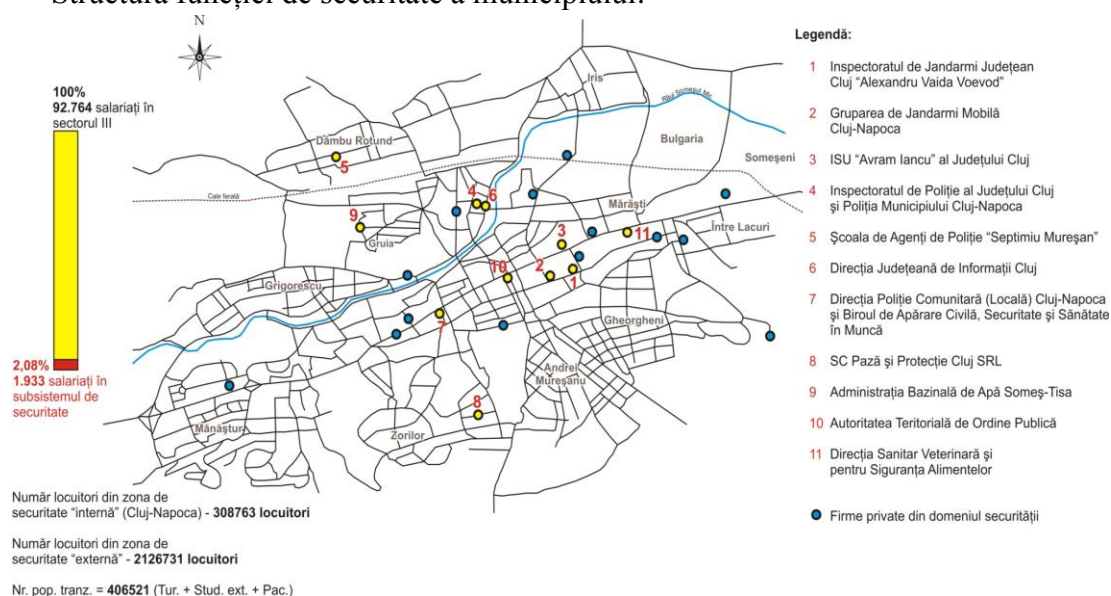 Structura funcției de securitate a municipiului.
N
100%
92.764 salariați în
sectorul III
2,08%
1.933 salariați în
subsistemul de
securitate
Iris
Râul Someșul Mic
Bulgaria
Someșeni
Dâmbu Rotund
5
Cale ferată
4
6
Mărăști
9
Gruia
3
11
Între Lacuri
10
2
1
Grigorescu
7
Gheorgheni
Andrei
Mureșanu
8
Mănăștur
Zorilor
Număr locuitori din zona de
securitate "internă" (Cluj-Napoca) - 308763 locuitori
Număr locuitori din zona de
securitate "externă" - 2126731 locuitori
Nr. pop. tranz. = 406521 (Tur. + Stud. ext. + Pac.)
Legendă:
1 Inspectoratul de Jandarmi Județean
Cluj "Alexandru Vaida Voevod"
2 Gruparea de Jandarmi Mobilă
Cluj-Napoca
3 ISU "Avram Iancu" al Județului Cluj
4 Inspectoratul de Poliție al Județului Cluj
și Poliția Municipiului Cluj-Napoca
5 Școala de Agenți de Poliție "Septimiu Mureșan"
6 Direcția Județeană de Informații Cluj
7 Direcția Poliție Comunitară (Locală) Cluj-Napoca
și Biroul de Apărare Civilă, Securitate și Sănătate
în Muncă
8 SC Pază și Protecție Cluj SRL
9 Administrația Bazinală de Apă Someș-Tisa
10 Autoritatea Teritorială de Ordine Publică
11 Direcția Sanitar Veterinară și
pentru Siguranța Alimentelor
Firme private din domeniul securității